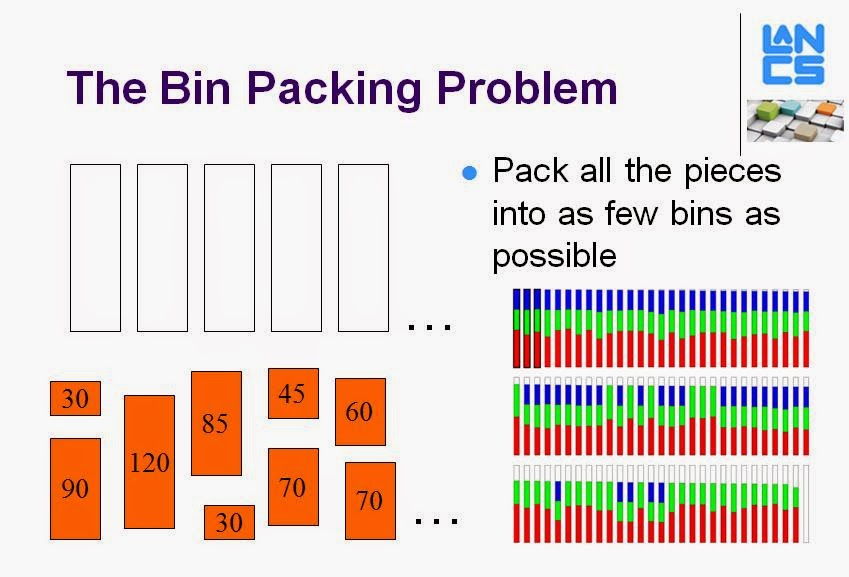 LANCS
The Bin Packing Problem
Pack all the pieces
into as few bins as
possible
...
30
120
85
45
60
90
30
70
70
...